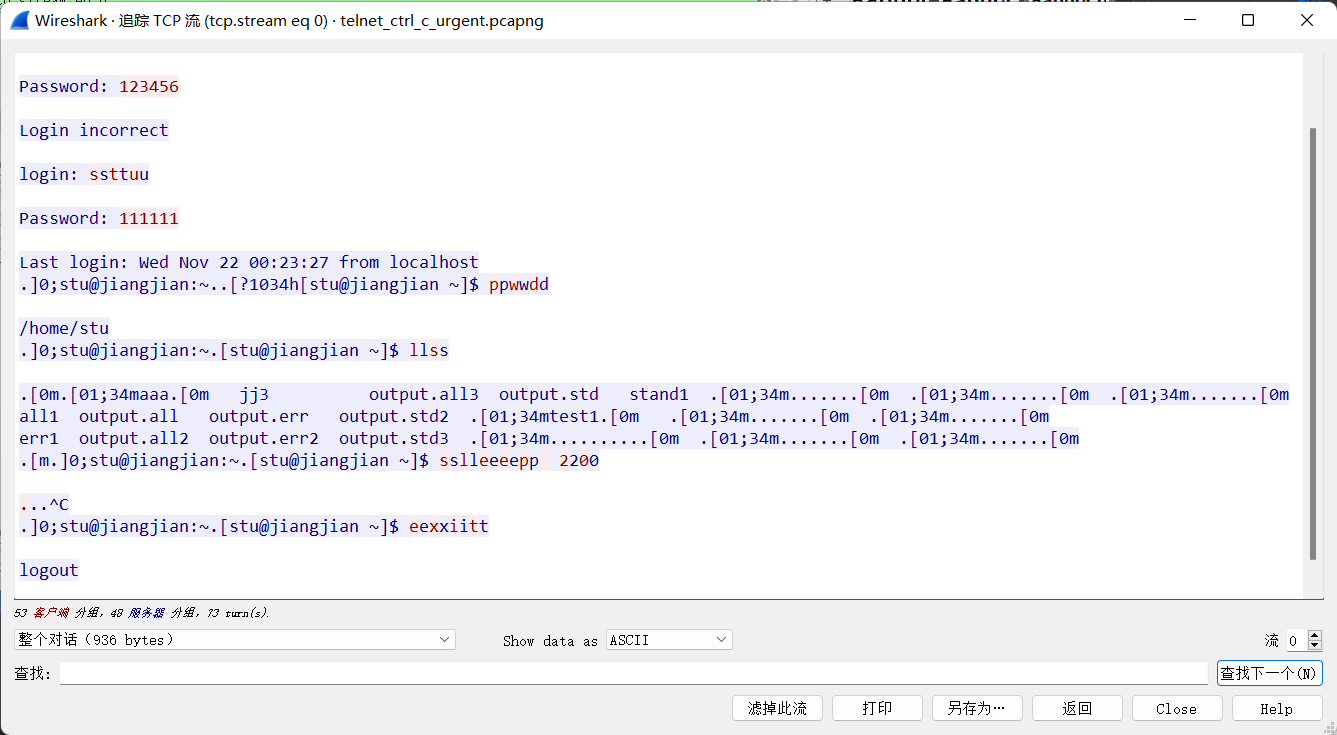 Wireshark · 追踪 TCP 流 (tcp.stream eq 0) · telnet_ctrl_c_urgent.pcapng
Password: 123456
Login incorrect
login: ssttuu
Password: 111111
Last login: Wed Nov 22 00:23:27 from localhost
.]0;stu@jiangjian:~..[?1034h[stu@jiangjian ~]$ ppwwdd
/home/stu
.]0;stu@jiangjian:~.[stu@jiangjian ~]$ llss
.[0m.[01;34maaa.[0m   jj3          output.all3  output.std   stand1  .[01;34m.......[0m  .[01;34m.......[0m  .[01;34m.......[0m
all1  output.all   output.err   output.std2  .[01;34mtest1.[0m   .[01;34m.......[0m  .[01;34m.......[0m
err1  output.all2  output.err2  output.std3  .[01;34m..........[0m  .[01;34m.......[0m  .[01;34m.......[0m
.[m.]0;stu@jiangjian:~.[stu@jiangjian ~]$ sslleeeepp  2200
...^C
.]0;stu@jiangjian:~.[stu@jiangjian ~]$ eexxiitt
logout
53 客户端 分组，48 服务器 分组，73 turn(s).
整个对话（936 bytes） Show data as ASCII 流 0
查找： 查找下一个(N)
滤掉此流 打印 另存为… 返回 Close Help